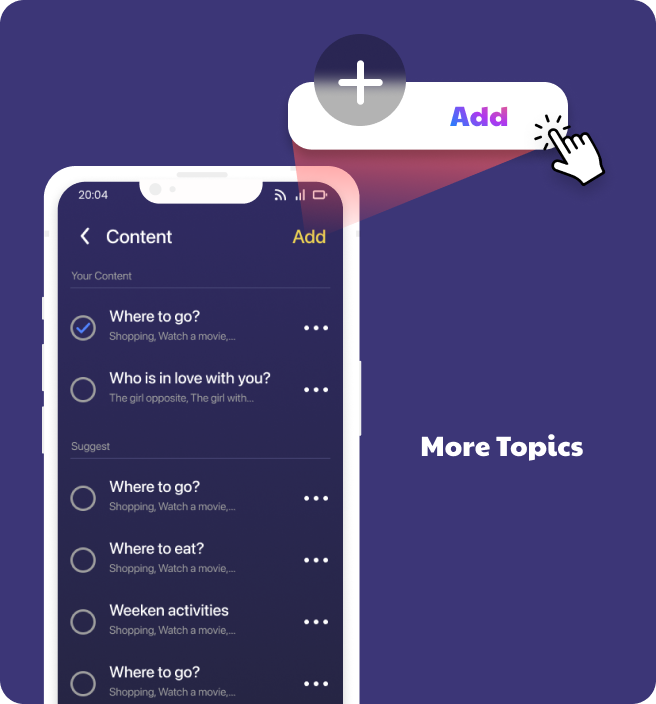 Add
20:04
Content
Add
Your Content
Where to go?
Shopping, Watch a movie,...
Who is in love with you?
The girl opposite, The girl with...
More Topics
Suggest
Where to go?
Shopping, Watch a movie,...
Where to eat?
Shopping, Watch a movie,...
Weeken activities
Shopping, Watch a movie,...
Where to go?
Shopping, Watch a movie,...